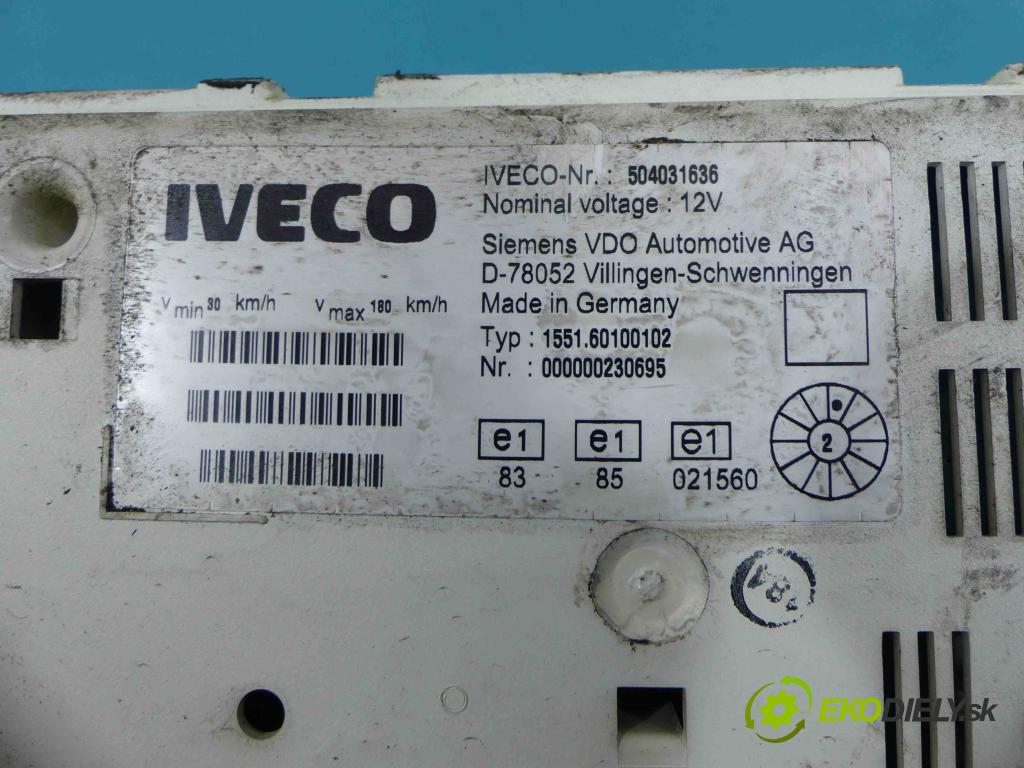 IVECO
IVECO-Nr. : 504031636
Nominal voltage : 12V
Siemens VDO Automotive AG
D-78052 Villingen-Schwenningen
Made in Germany
Typ : 1551.60100102
Nr. : 000000230695
v min 30 km/h v max 180 km/h
e1 e1 e1
83 85 021560
2
EKODIELY.sk